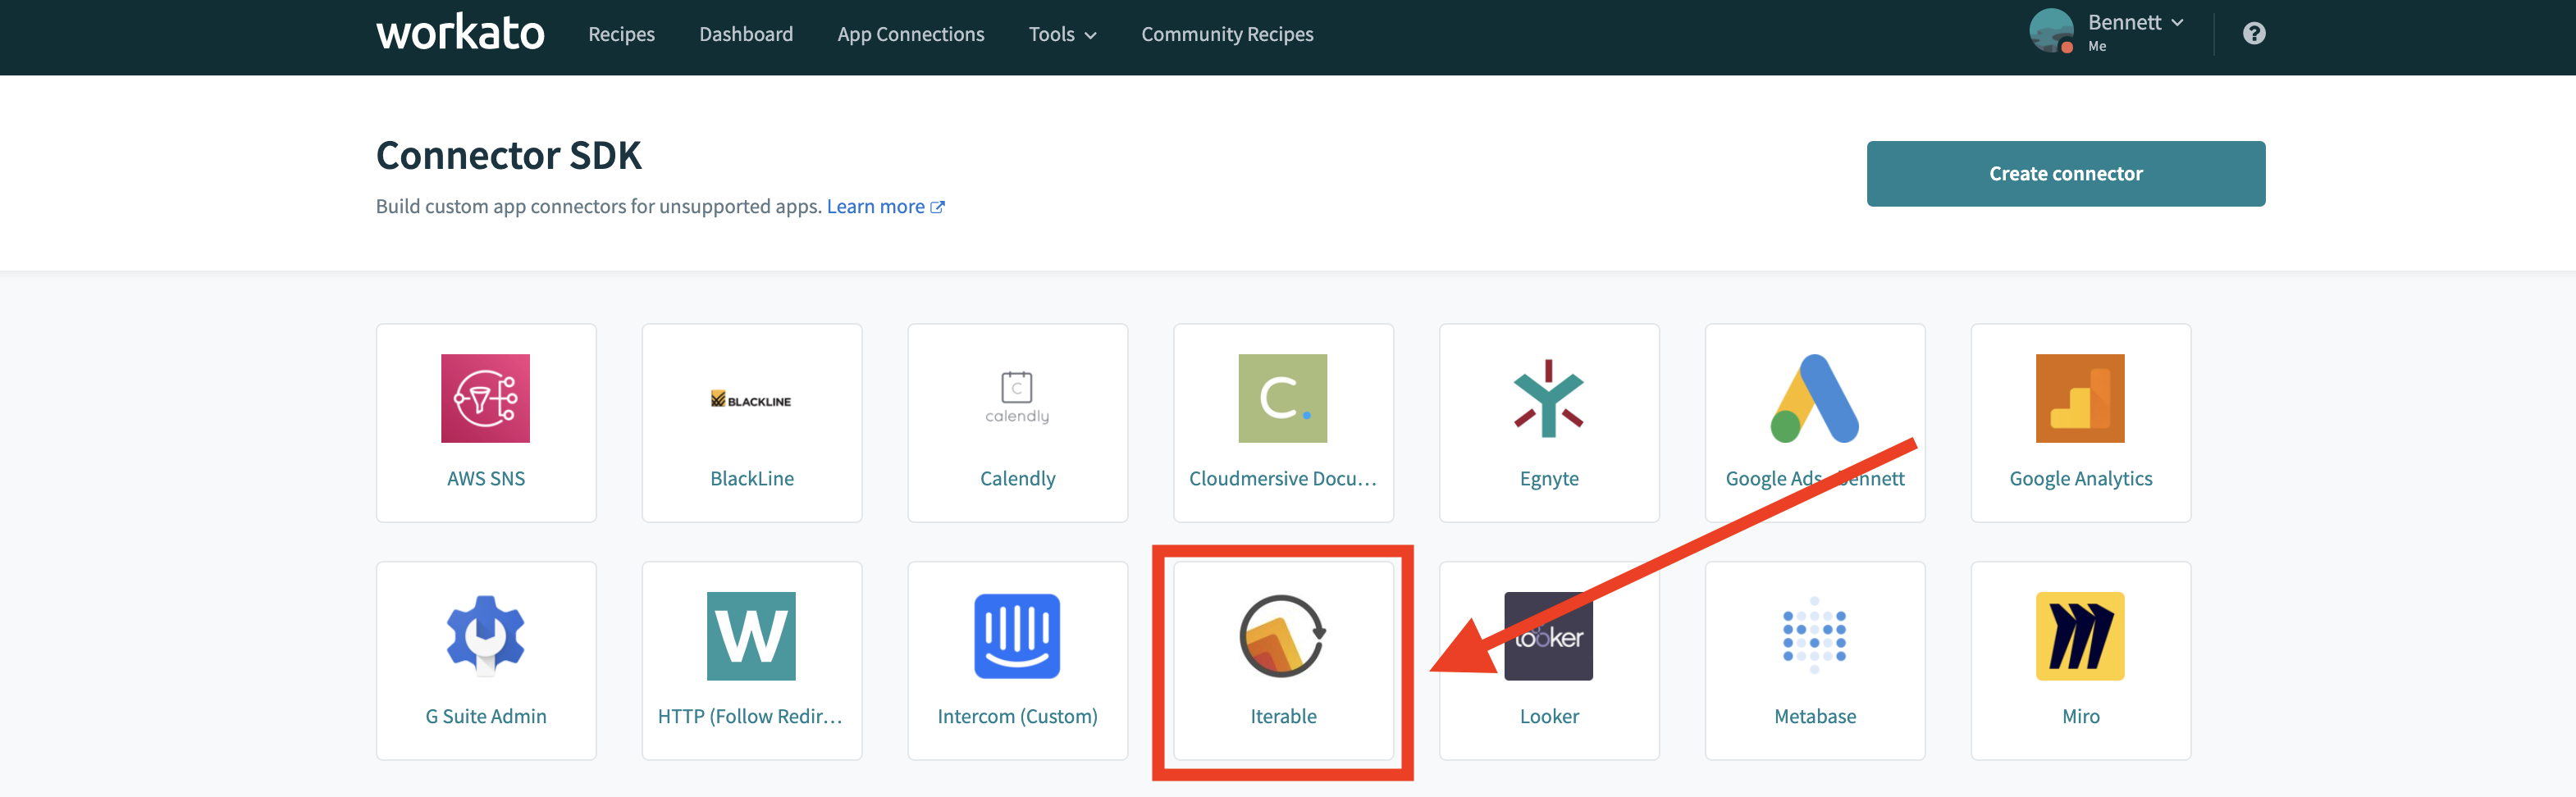 workato Recipes Dashboard App Connections Tools Community Recipes Bennett
Me
Connector SDK
Create connector
Build custom app connectors for unsupported apps. Learn more
W BLACKLINE
C
calendly
C.
AWS SNS BlackLine Calendly Cloudmersive Docu... Egnyte Google Ads Bennett Google Analytics
W
looker
G Suite Admin HTTP (Follow Redir... Intercom (Custom) Iterable Looker Metabase Miro